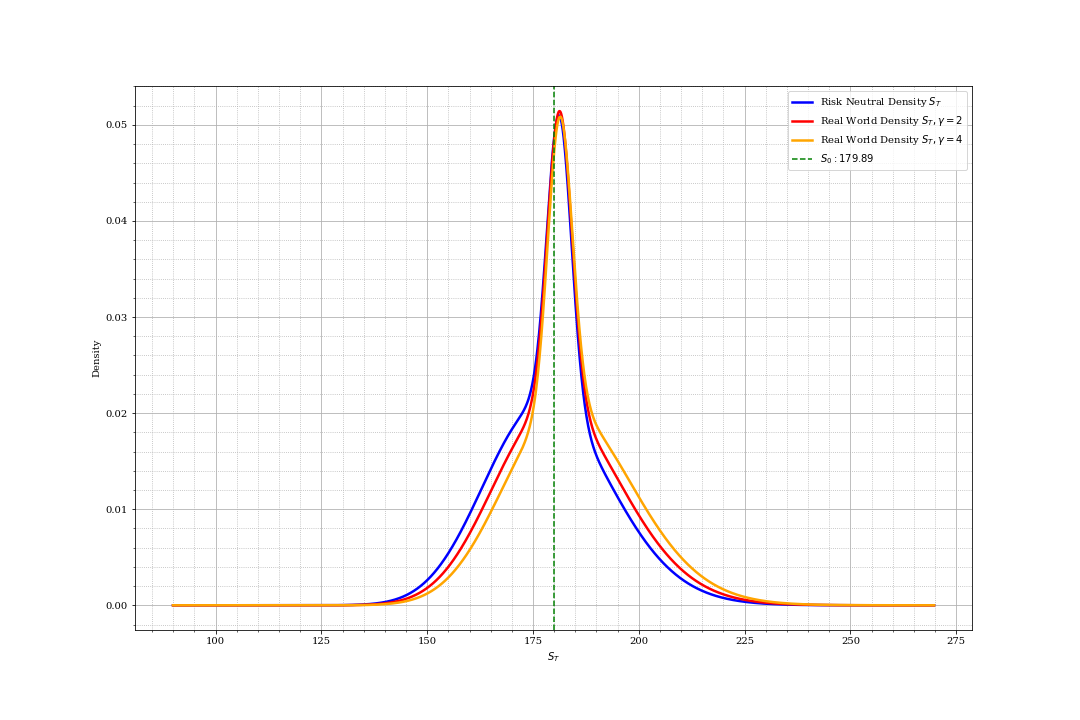 Risk Neutral Density S_T
Real World Density S_T, γ = 2
Real World Density S_T, γ = 4
S_0 : 179.89
0.05
0.04
0.03
0.02
0.01
0.00
Density
100 125 150 175 200 225 250 275
S_T